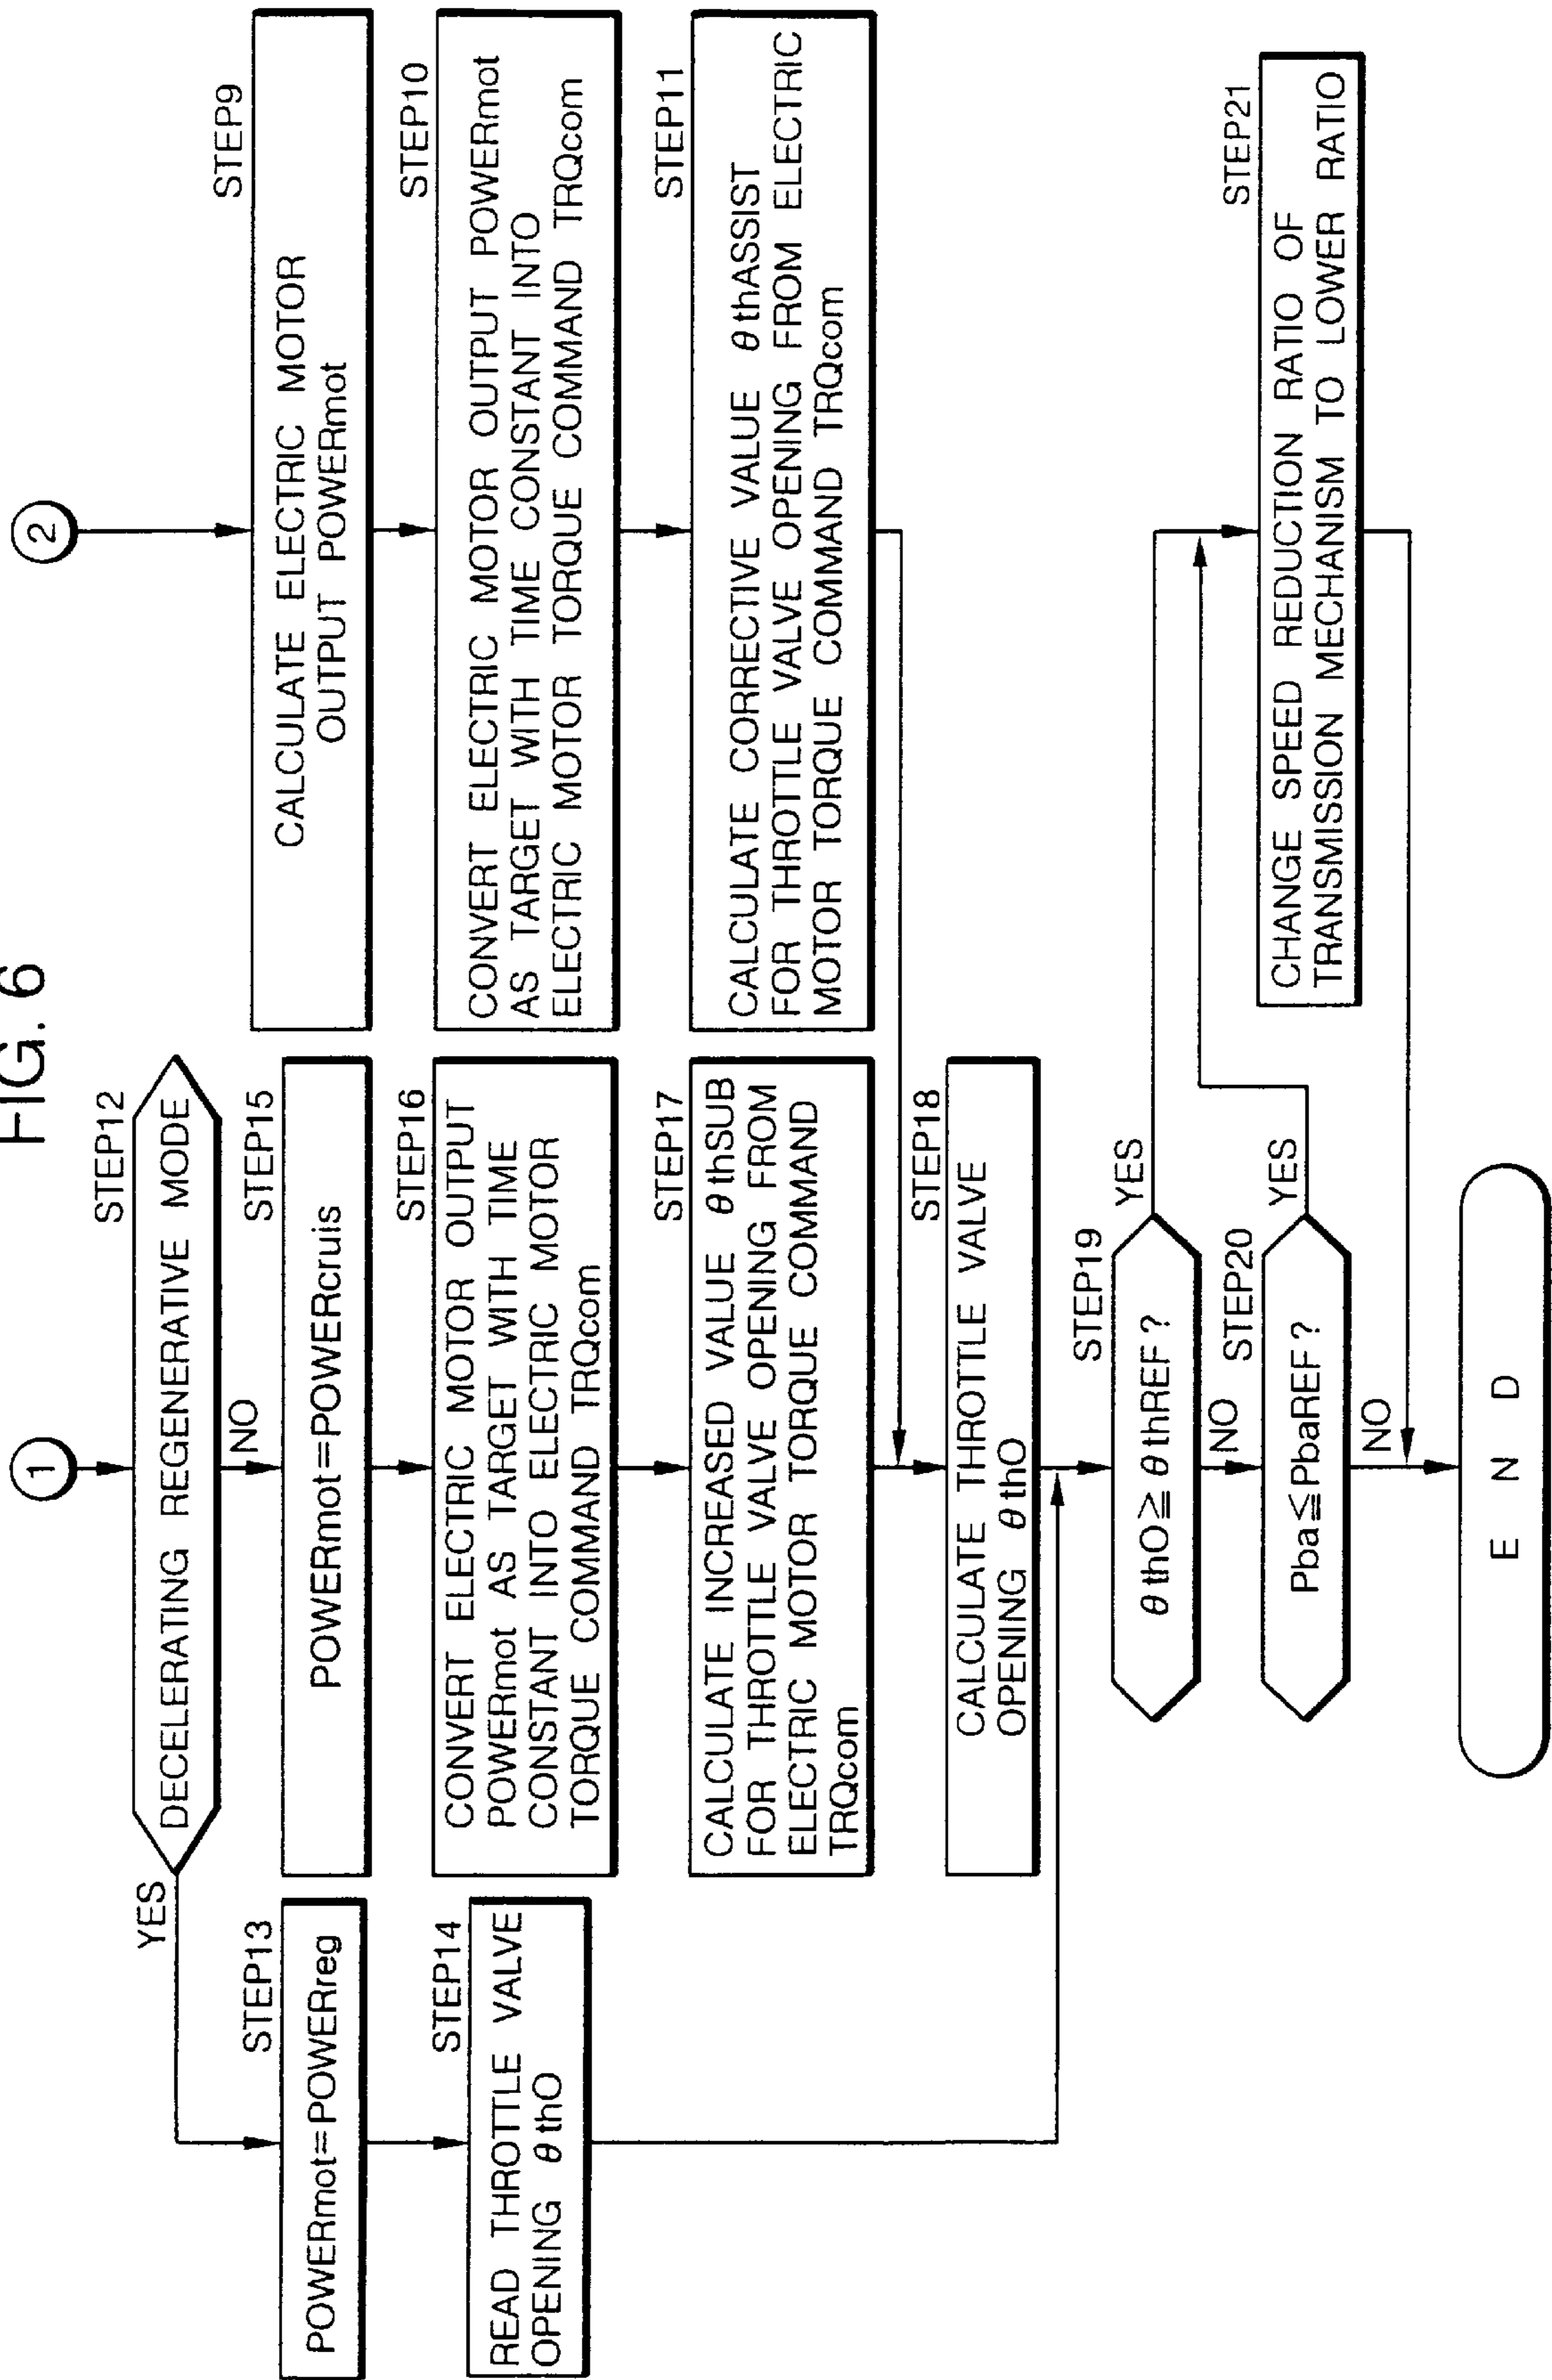 FIG. 6
1
2
STEP12
DECELERATING REGENERATIVE MODE
YES
NO
STEP13
POWERmot=POWERreg
STEP14
READ THROTTLE VALVE
OPENING θthO
STEP15
POWERmot=POWERcruis
STEP16
CONVERT ELECTRIC MOTOR OUTPUT
POWERmot AS TARGET WITH TIME
CONSTANT INTO ELECTRIC MOTOR
TORQUE COMMAND TRQcom
STEP17
CALCULATE INCREASED VALUE θthSUB
FOR THROTTLE VALVE OPENING FROM
ELECTRIC MOTOR TORQUE COMMAND
TRQcom
STEP9
CALCULATE ELECTRIC MOTOR
OUTPUT POWERmot
STEP10
CONVERT ELECTRIC MOTOR OUTPUT POWERmot
AS TARGET WITH TIME CONSTANT INTO
ELECTRIC MOTOR TORQUE COMMAND TRQcom
STEP11
CALCULATE CORRECTIVE VALUE θthASSIST
FOR THROTTLE VALVE OPENING FROM ELECTRIC
MOTOR TORQUE COMMAND TRQcom
STEP18
CALCULATE THROTTLE VALVE
OPENING θthO
STEP19
θthO≧θthREF?
YES
NO
STEP20
Pba≦PbaREF?
YES
NO
STEP21
CHANGE SPEED REDUCTION RATIO OF
TRANSMISSION MECHANISM TO LOWER RATIO
END